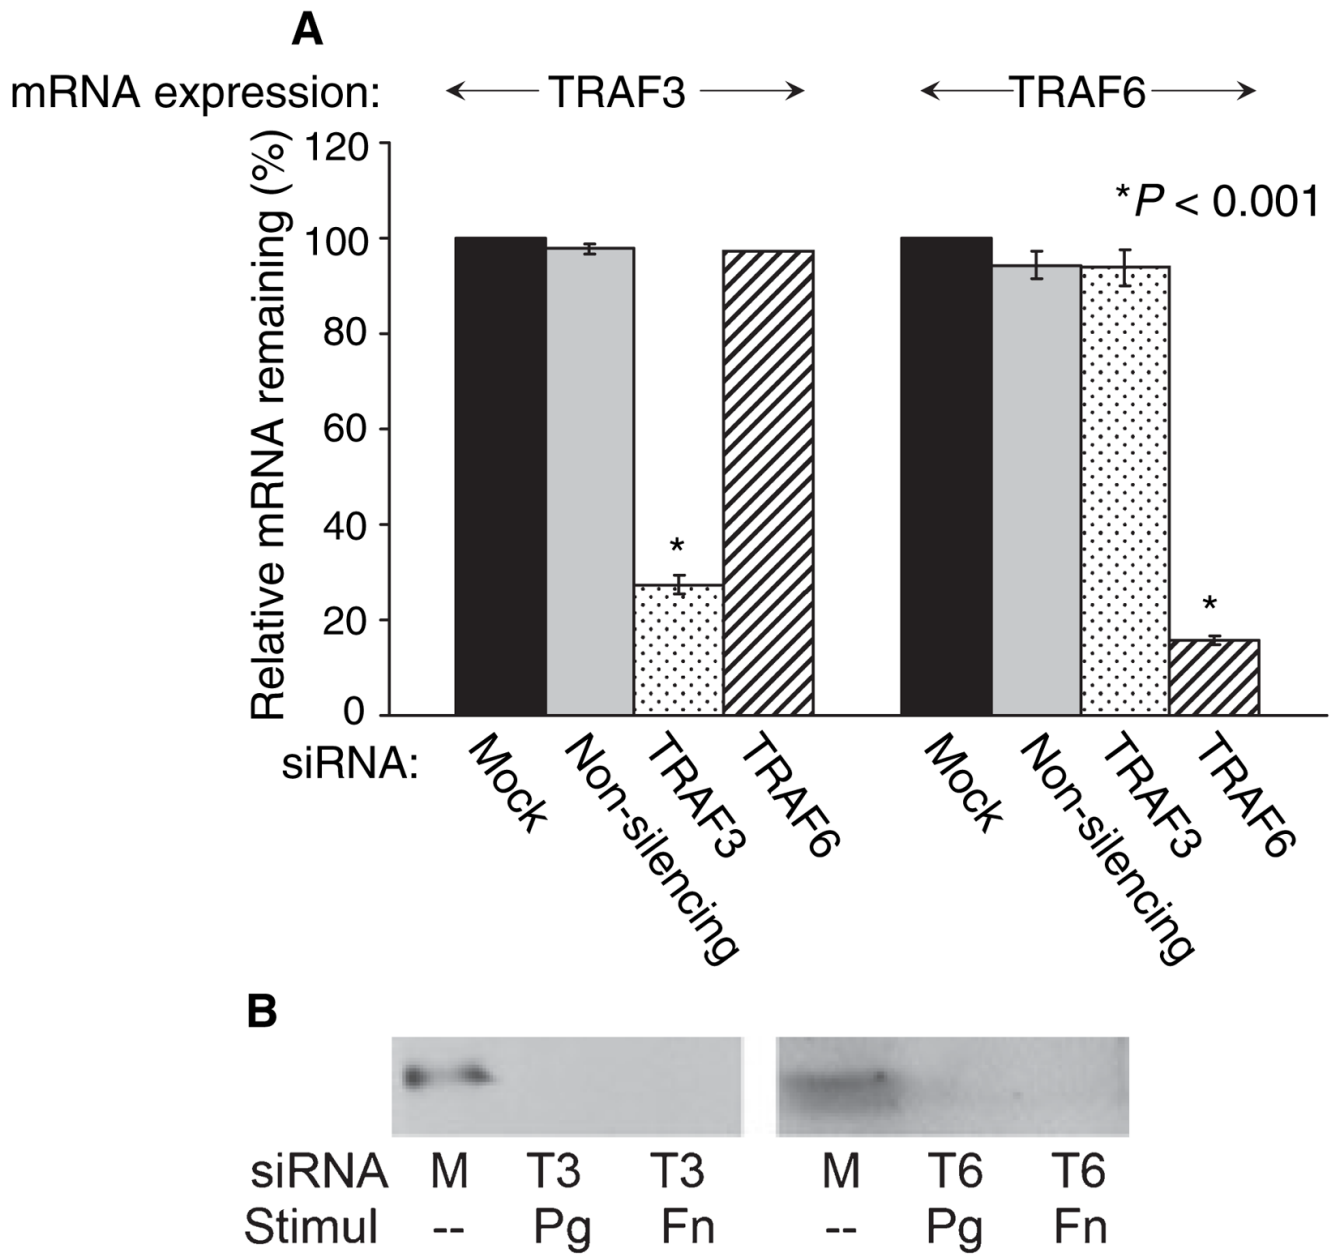 A
mRNA expression: TRAF3 TRAF6
Relative mRNA remaining (%)
120
100
80
60
40
20
0
*P < 0.001
*
*
siRNA: Mock Non-silencing TRAF3 TRAF6 Mock Non-silencing TRAF3 TRAF6
B
siRNA M T3 T3 M T6 T6
Stimul -- Pg Fn -- Pg Fn